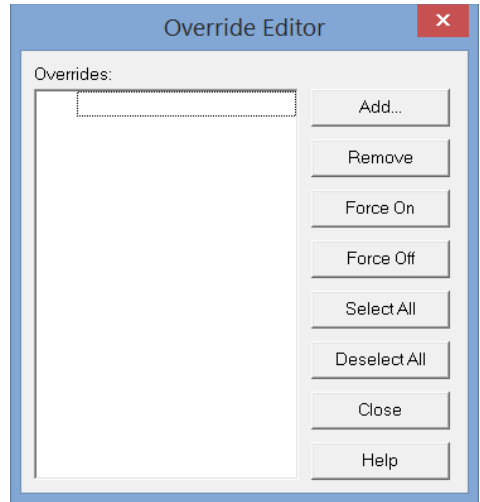 Override Editor
x
Overrides:
Add...
Remove
Force On
Force Off
Select All
Deselect All
Close
Help